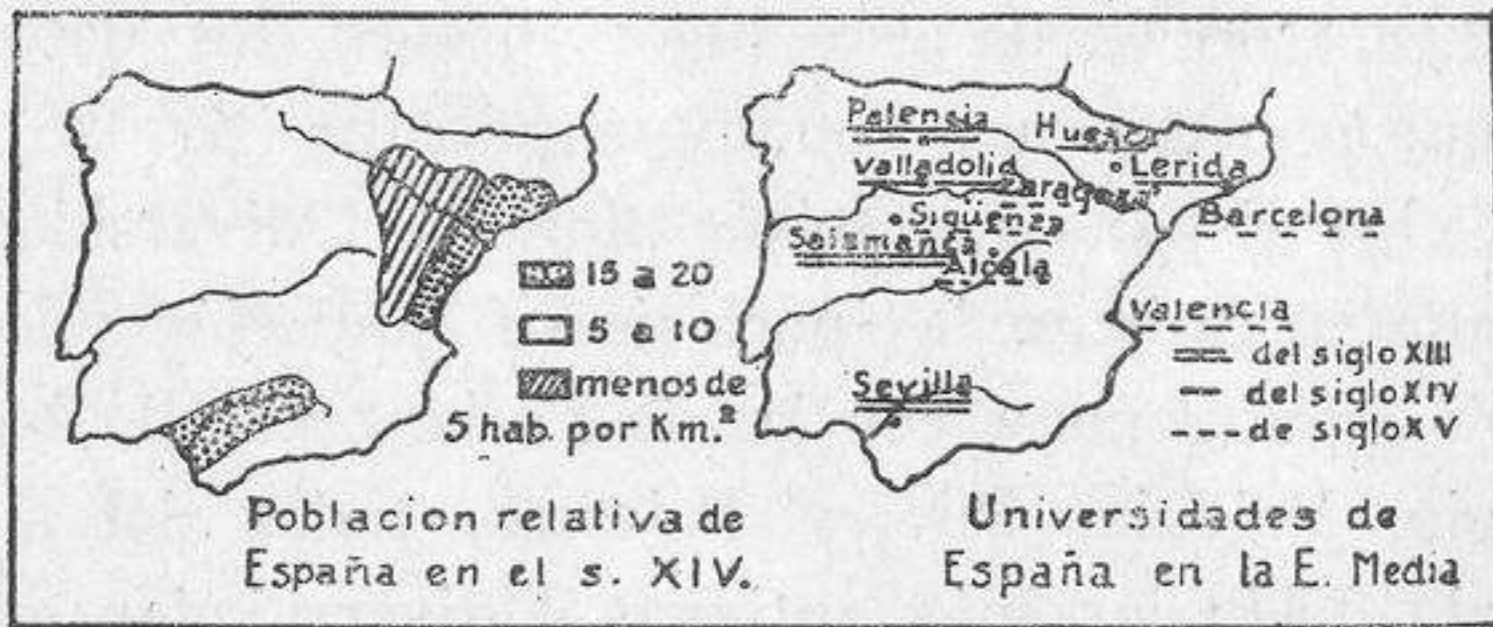 15 a 20
5 a 10
menos de
5 hab. por Km.²
Poblacion relativa de
España en el s. XIV.
Palencia
Huesca
Lerida
Valladolid
Zaragoza
Sigüenza
Barcelona
Salamanca
Alcala
Valencia
Sevilla
del siglo XIII
del siglo XIV
de siglo XV
Universidades de
España en la E. Media